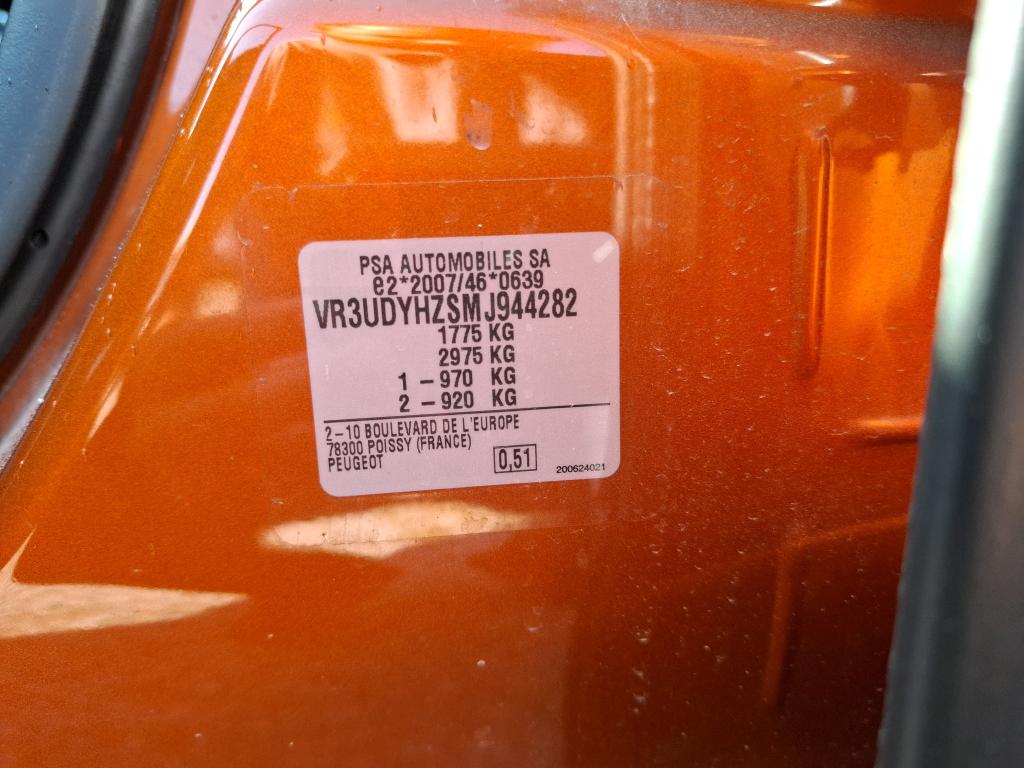 PSA AUTOMOBILES SA
e2*2007/46*0639
VR3UDYHZSMJ944282
1775 KG
2975 KG
1 – 970 KG
2 – 920 KG
2–10 BOULEVARD DE L'EUROPE
78300 POISSY (FRANCE)
PEUGEOT
0,51
200624021